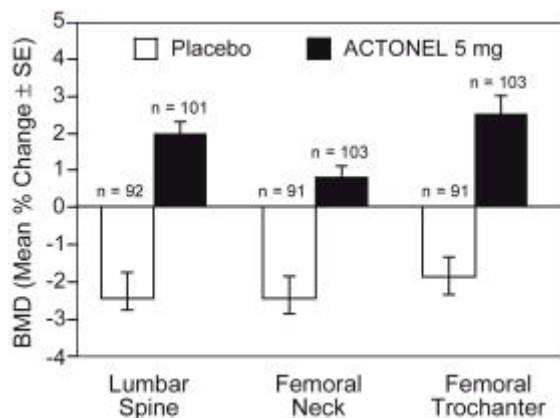 BMD (Mean % Change ± SE)
5
4
3
2
1
0
-1
-2
-3
-4
Placebo
ACTONEL 5 mg
n = 92
n = 101
n = 91
n = 103
n = 91
n = 103
Lumbar
Spine
Femoral
Neck
Femoral
Trochanter